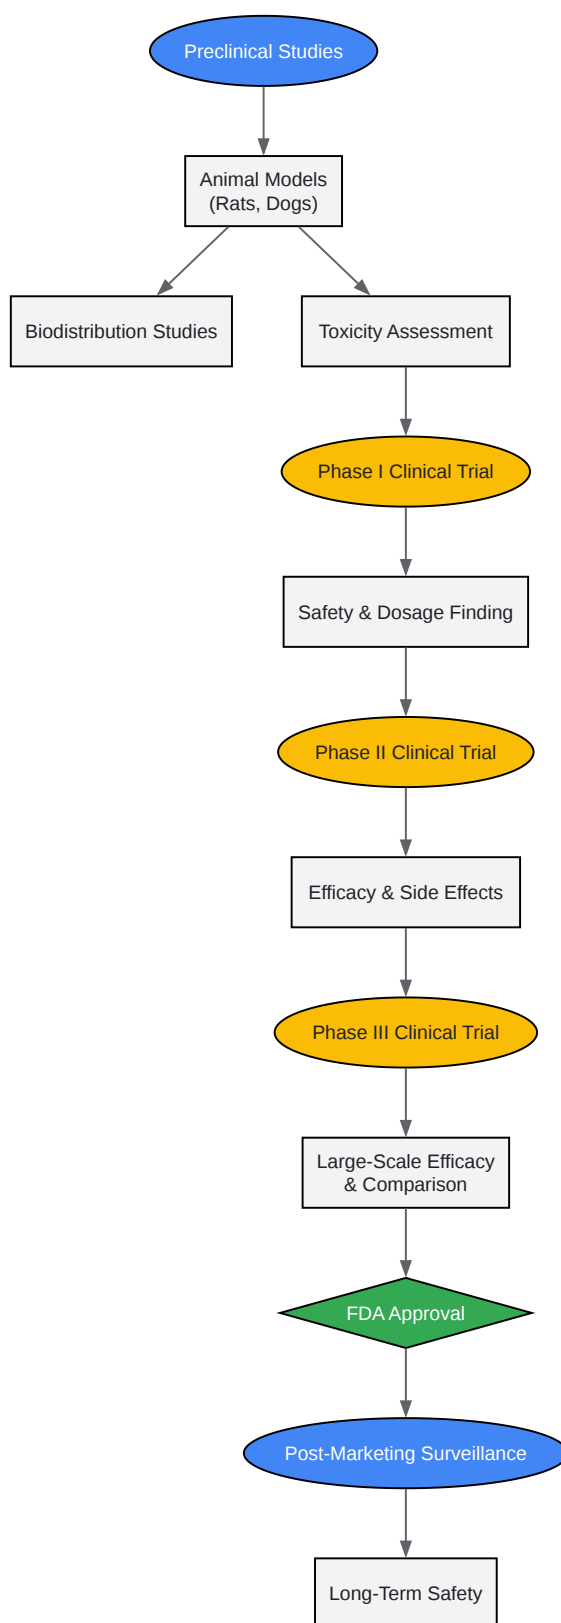 Preclinical Studies
Animal Models
(Rats, Dogs)
Biodistribution Studies
Toxicity Assessment
Phase I Clinical Trial
Safety & Dosage Finding
Phase II Clinical Trial
Efficacy & Side Effects
Phase III Clinical Trial
Large-Scale Efficacy
& Comparison
FDA Approval
Post-Marketing Surveillance
Long-Term Safety